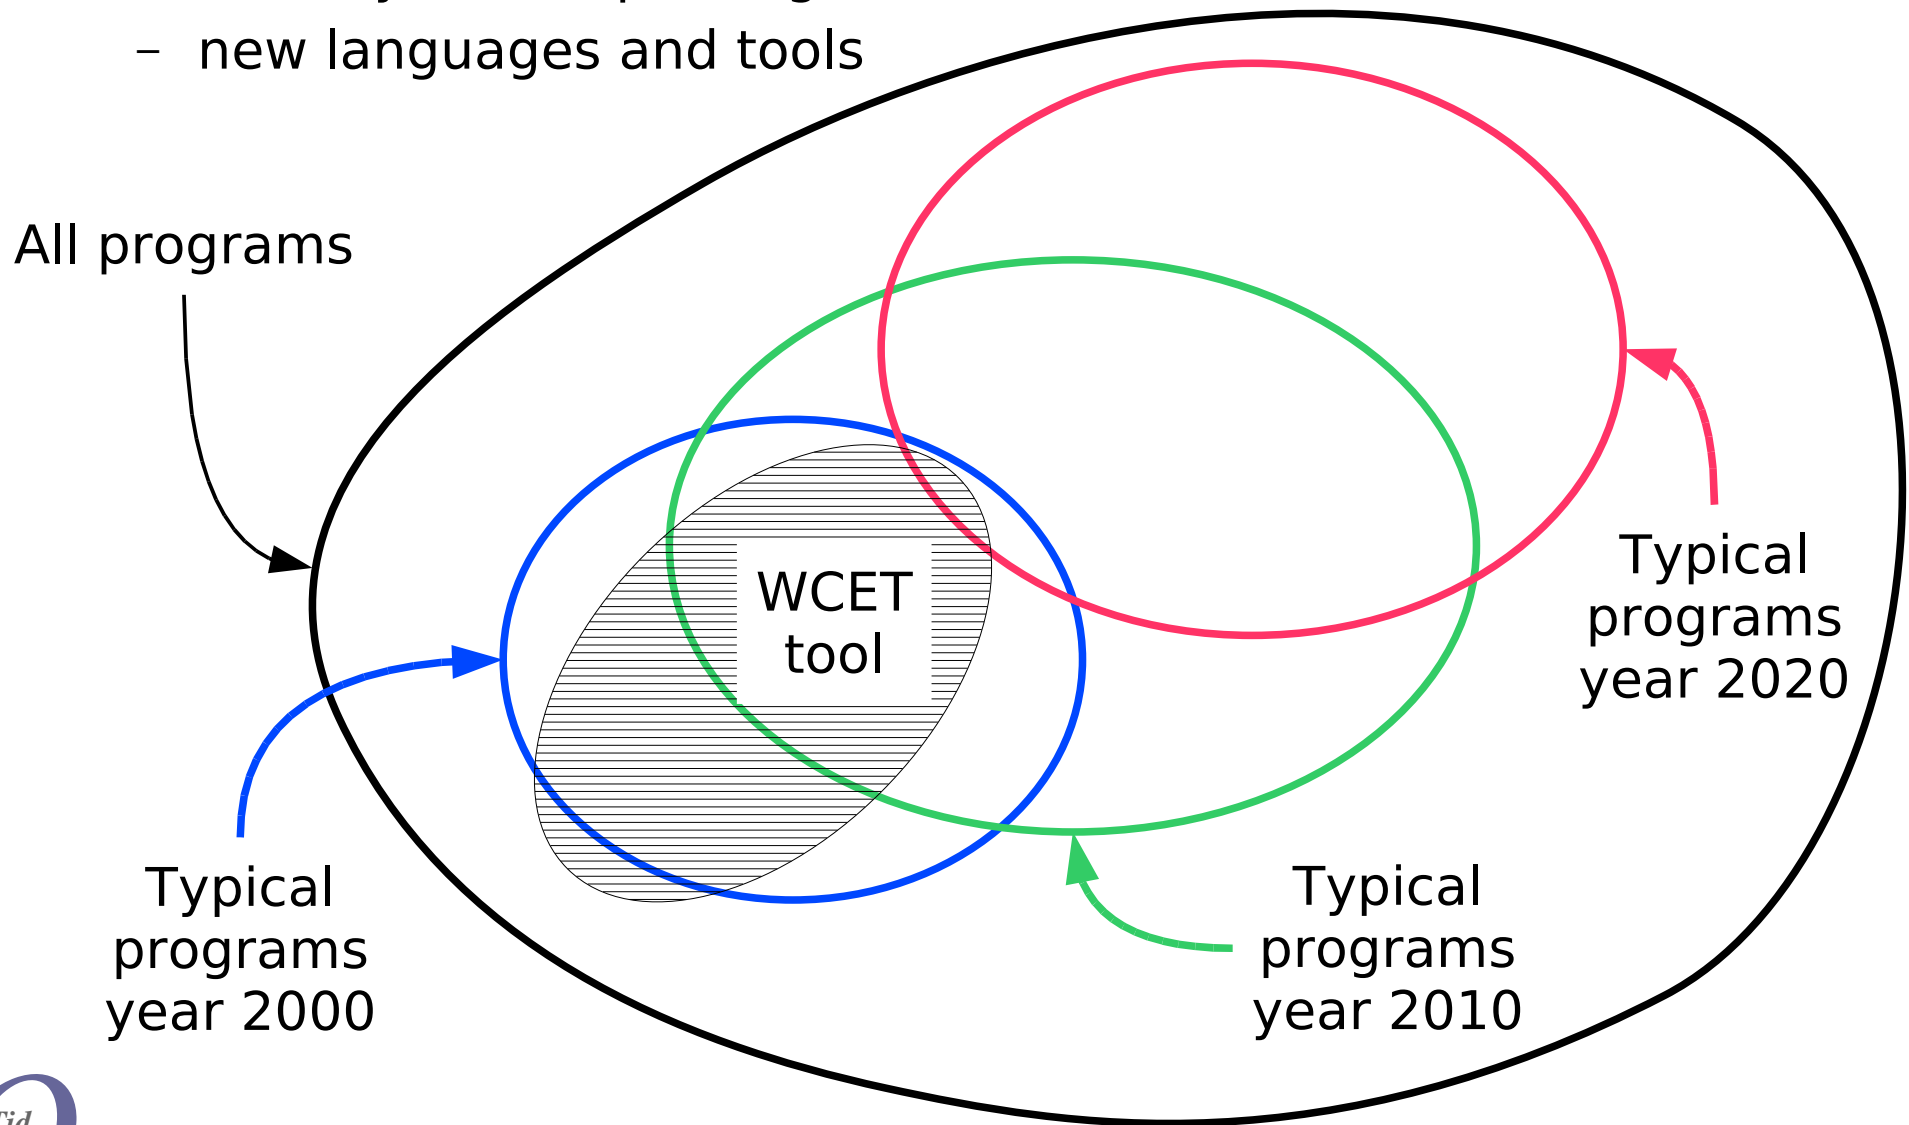 – new languages and tools
All programs
WCET
tool
Typical
programs
year 2020
Typical
programs
year 2000
Typical
programs
year 2010
Tid